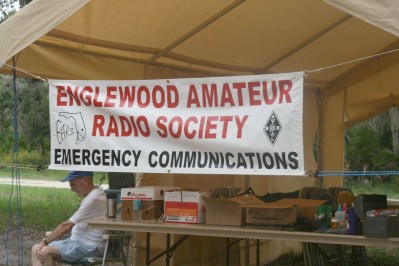 ENGLEWOOD AMATEUR
RADIO SOCIETY
EMERGENCY COMMUNICATIONS